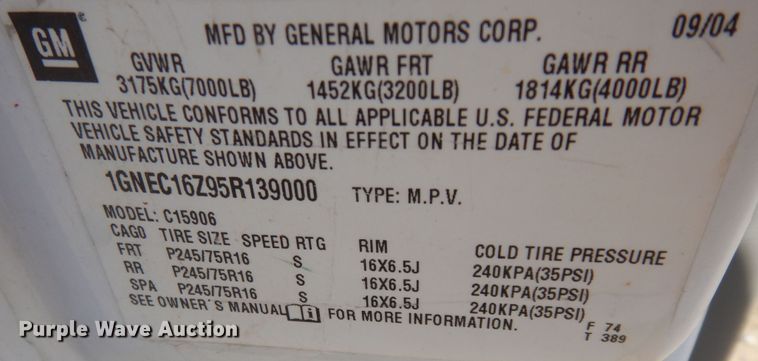 GM
MFD BY GENERAL MOTORS CORP. 09/04
GVWR GAWR FRT GAWR RR
3175KG(7000LB) 1452KG(3200LB) 1814KG(4000LB)
THIS VEHICLE CONFORMS TO ALL APPLICABLE U.S. FEDERAL MOTOR
VEHICLE SAFETY STANDARDS IN EFFECT ON THE DATE OF
MANUFACTURE SHOWN ABOVE.
1GNEC16Z95R139000 TYPE: M.P.V.
MODEL: C15906
CAG0 TIRE SIZE SPEED RTG RIM COLD TIRE PRESSURE
FRT P245/75R16 S 16X6.5J 240KPA(35PSI)
RR P245/75R16 S 16X6.5J 240KPA(35PSI)
SPA P245/75R16 S 16X6.5J 240KPA(35PSI)
SEE OWNER'S MANUAL FOR MORE INFORMATION. F 74
T 389
Purple Wave Auction